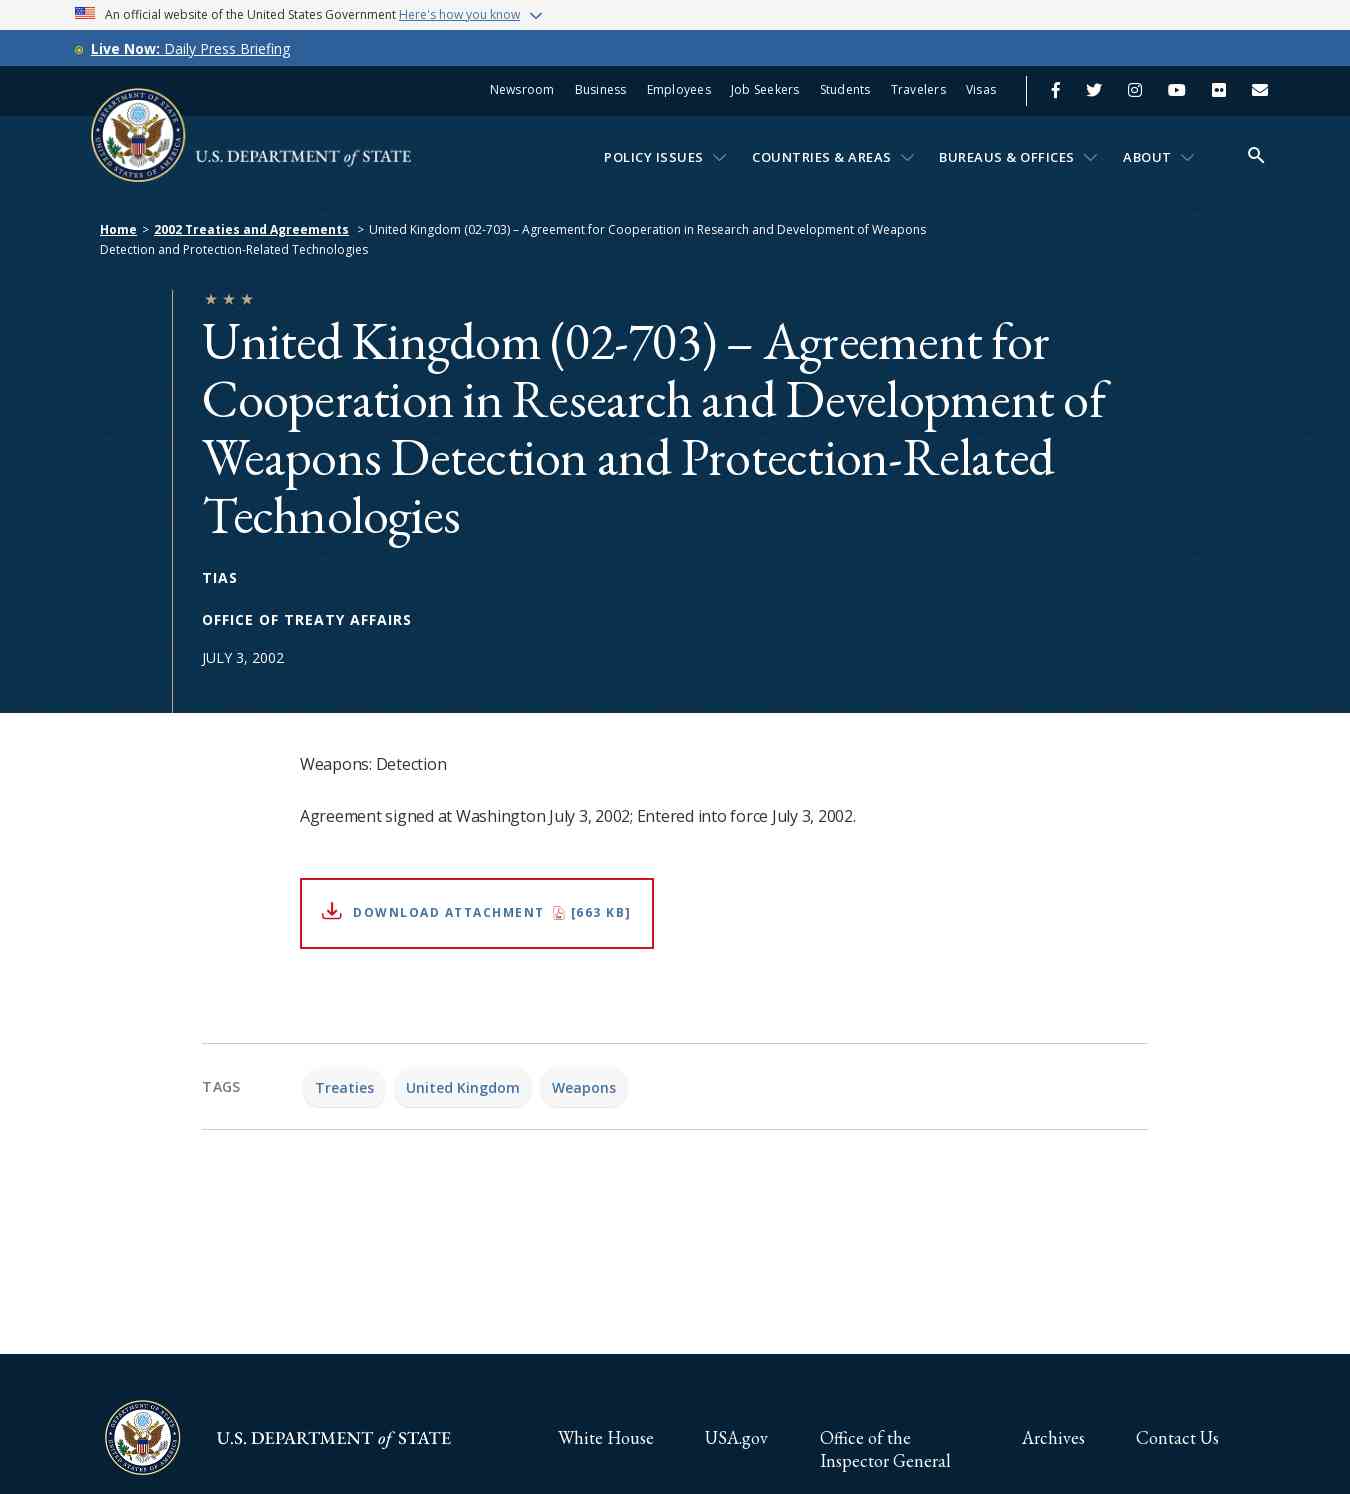 An official website of the United States Government Here's how you know
Live Now: Daily Press Briefing
Newsroom Business Employees Job Seekers Students Travelers Visas
U.S. DEPARTMENT of STATE
POLICY ISSUES COUNTRIES & AREAS BUREAUS & OFFICES ABOUT
Home > 2002 Treaties and Agreements > United Kingdom (02-703) – Agreement for Cooperation in Research and Development of Weapons
Detection and Protection-Related Technologies
United Kingdom (02-703) – Agreement for
Cooperation in Research and Development of
Weapons Detection and Protection-Related
Technologies
TIAS
OFFICE OF TREATY AFFAIRS
JULY 3, 2002
Weapons: Detection
Agreement signed at Washington July 3, 2002; Entered into force July 3, 2002.
DOWNLOAD ATTACHMENT [663 KB]
TAGS Treaties United Kingdom Weapons
U.S. DEPARTMENT of STATE
White House USA.gov Office of the Archives Contact Us
Inspector General